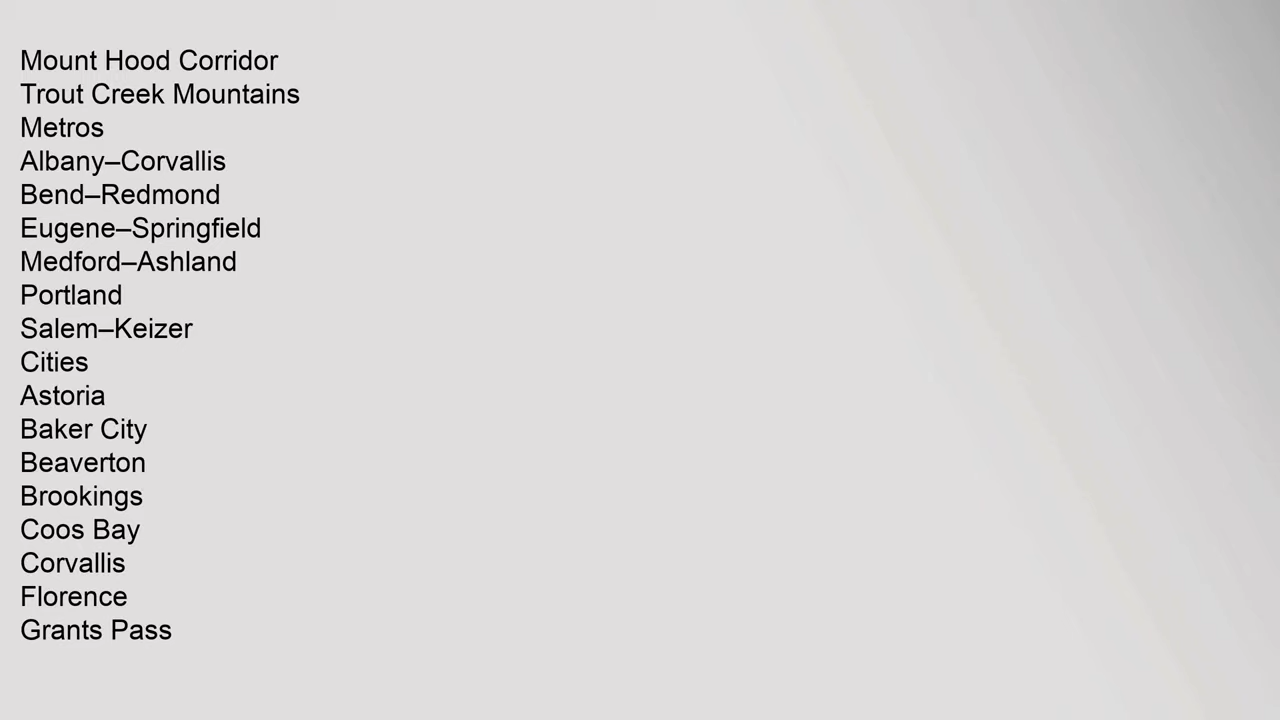 Mount Hood Corridor
Trout Creek Mountains
Metros
Albany–Corvallis
Bend–Redmond
Eugene–Springfield
Medford–Ashland
Portland
Salem–Keizer
Cities
Astoria
Baker City
Beaverton
Brookings
Coos Bay
Corvallis
Florence
Grants Pass